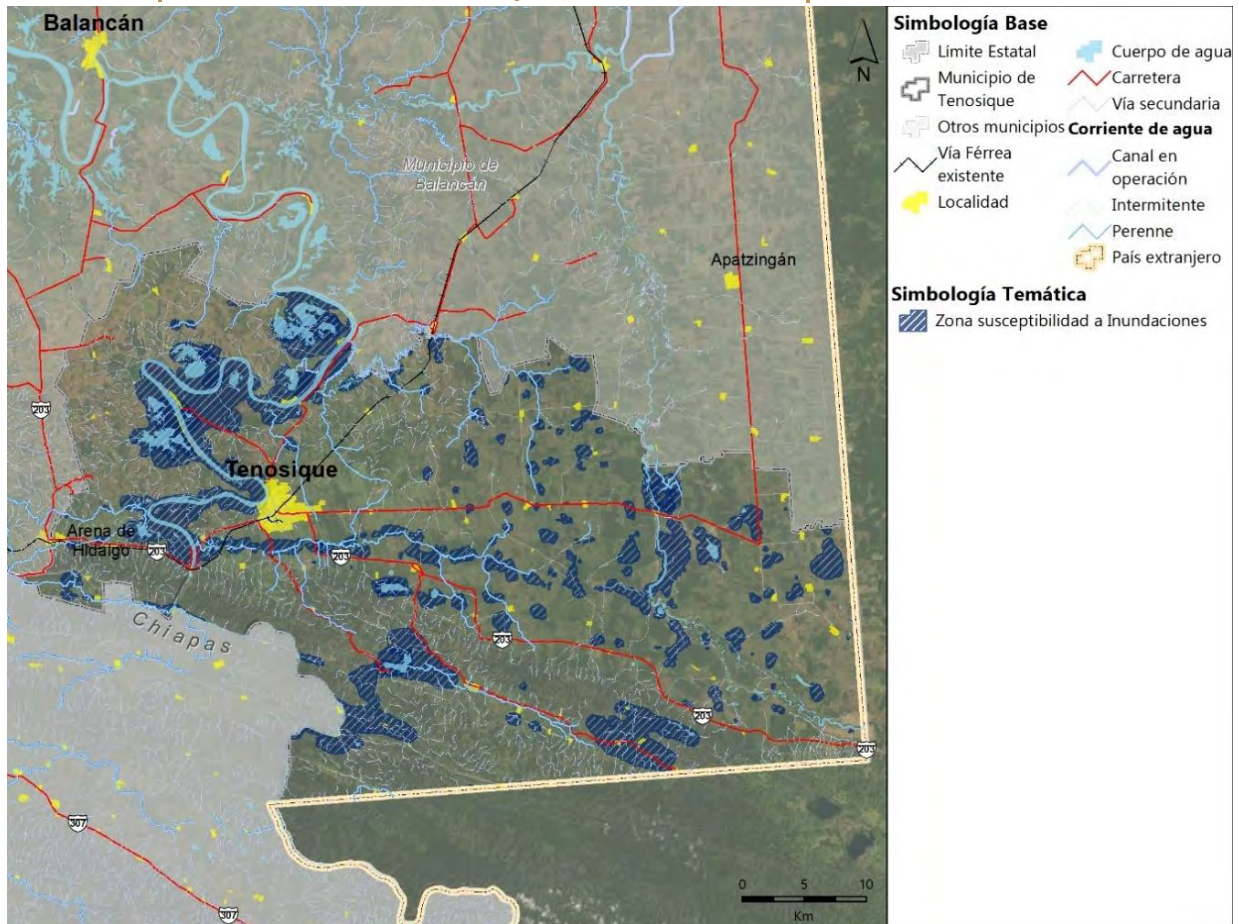 Balancán
Municipio de
Balancán
Apatzingán
203
Tenosique
Arena de
Hidalgo
203
203
Chiapas
203
203
203
307
307
N
0 5 10
Km
Simbología Base
Límite Estatal
Municipio de
Tenosique
Otros municipios
Vía Férrea
existente
Localidad
Cuerpo de agua
Carretera
Vía secundaria
Corriente de agua
Canal en
operación
Intermitente
Perenne
País extranjero
Simbología Temática
Zona susceptibilidad a Inundaciones